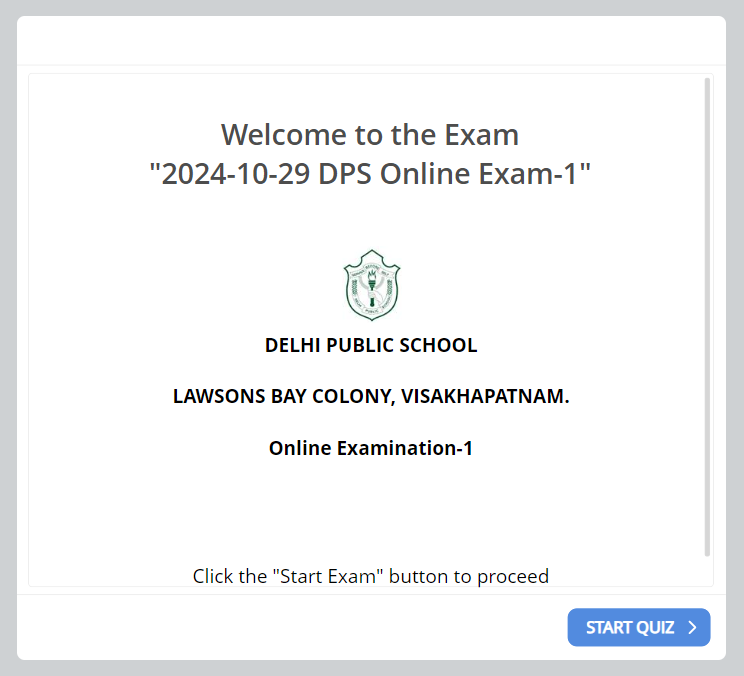 Welcome to the Exam
"2024-10-29 DPS Online Exam-1"
DELHI PUBLIC SCHOOL
LAWSONS BAY COLONY, VISAKHAPATNAM.
Online Examination-1
Click the "Start Exam" button to proceed
START QUIZ